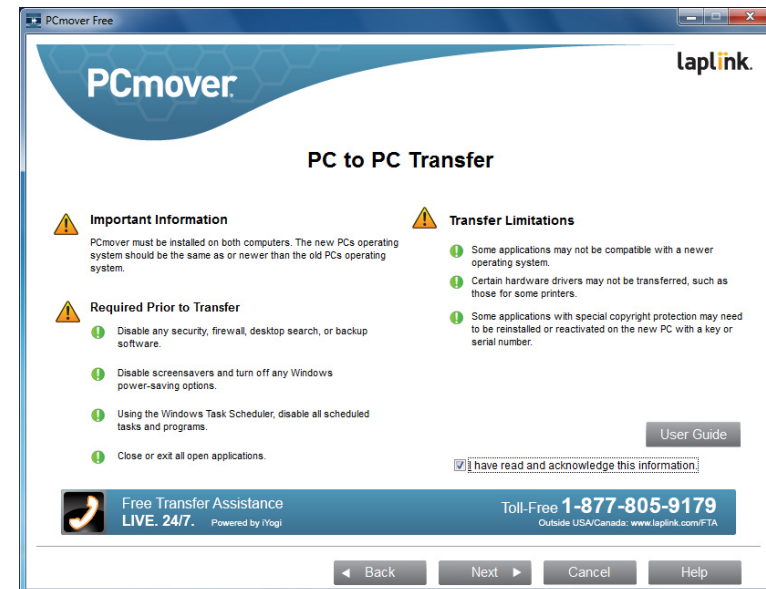 PCmover Free
PCmover
laplink.
PC to PC Transfer
Important Information
PCmover must be installed on both computers. The new PCs operating
system should be the same as or newer than the old PCs operating
system.
Required Prior to Transfer
Disable any security, firewall, desktop search, or backup
software.
Disable screensavers and turn off any Windows
power-saving options.
Using the Windows Task Scheduler, disable all scheduled
tasks and programs.
Close or exit all open applications.
Transfer Limitations
Some applications may not be compatible with a newer
operating system.
Certain hardware drivers may not be transferred, such as
those for some printers.
Some applications with special copyright protection may need
to be reinstalled or reactivated on the new PC with a key or
serial number.
User Guide
I have read and acknowledge this information.
Free Transfer Assistance
LIVE. 24/7. Powered by iYogi
Toll-Free 1-877-805-9179
Outside USA/Canada: www.laplink.com/FTA
Back
Next
Cancel
Help